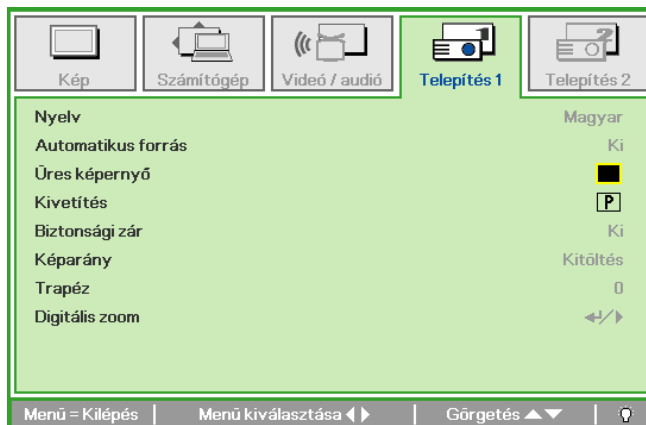 Kép
Számítógép
Videó / audió
Telepítés 1
Telepítés 2
Nyelv Magyar
Automatikus forrás Ki
Üres képernyő
Kivetítés P
Biztonsági zár Ki
Képarány Kitöltés
Trapéz 0
Digitális zoom
Menü = Kilépés Menü kiválasztása Görgetés